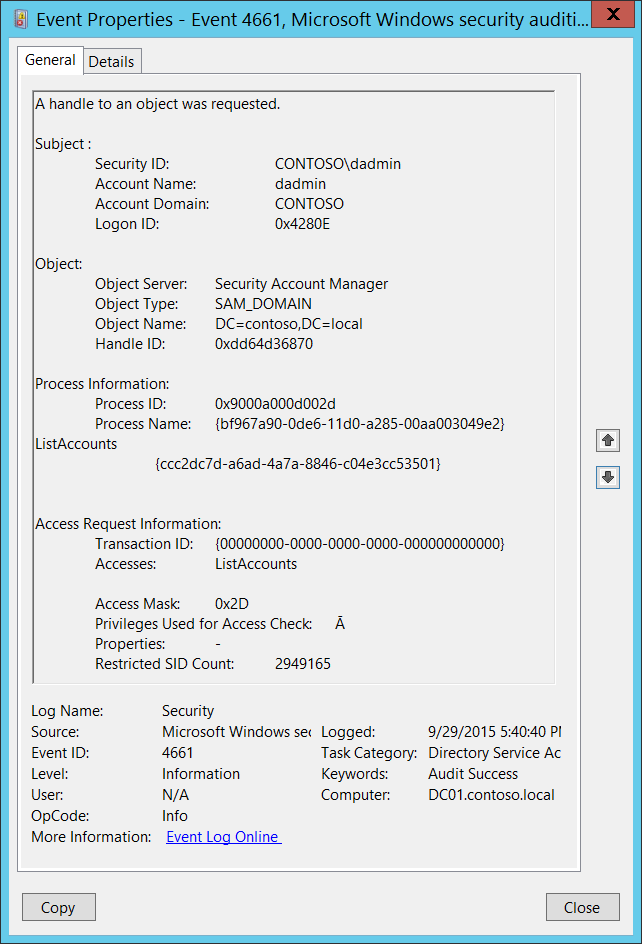 Event Properties - Event 4661, Microsoft Windows security auditi...
X
General Details
A handle to an object was requested.
Subject :
Security ID: CONTOSO\dadmin
Account Name: dadmin
Account Domain: CONTOSO
Logon ID: 0x4280E
Object:
Object Server: Security Account Manager
Object Type: SAM_DOMAIN
Object Name: DC=contoso,DC=local
Handle ID: 0xdd64d36870
Process Information:
Process ID: 0x9000a000d002d
Process Name: {bf967a90-0de6-11d0-a285-00aa003049e2}
ListAccounts
{ccc2dc7d-a6ad-4a7a-8846-c04e3cc53501}
Access Request Information:
Transaction ID: {00000000-0000-0000-0000-000000000000}
Accesses: ListAccounts
Access Mask: 0x2D
Privileges Used for Access Check: Ā
Properties: -
Restricted SID Count: 2949165
Log Name: Security
Source: Microsoft Windows sec Logged: 9/29/2015 5:40:40 PM
Event ID: 4661 Task Category: Directory Service Ac
Level: Information Keywords: Audit Success
User: N/A Computer: DC01.contoso.local
OpCode: Info
More Information: Event Log Online
Copy Close